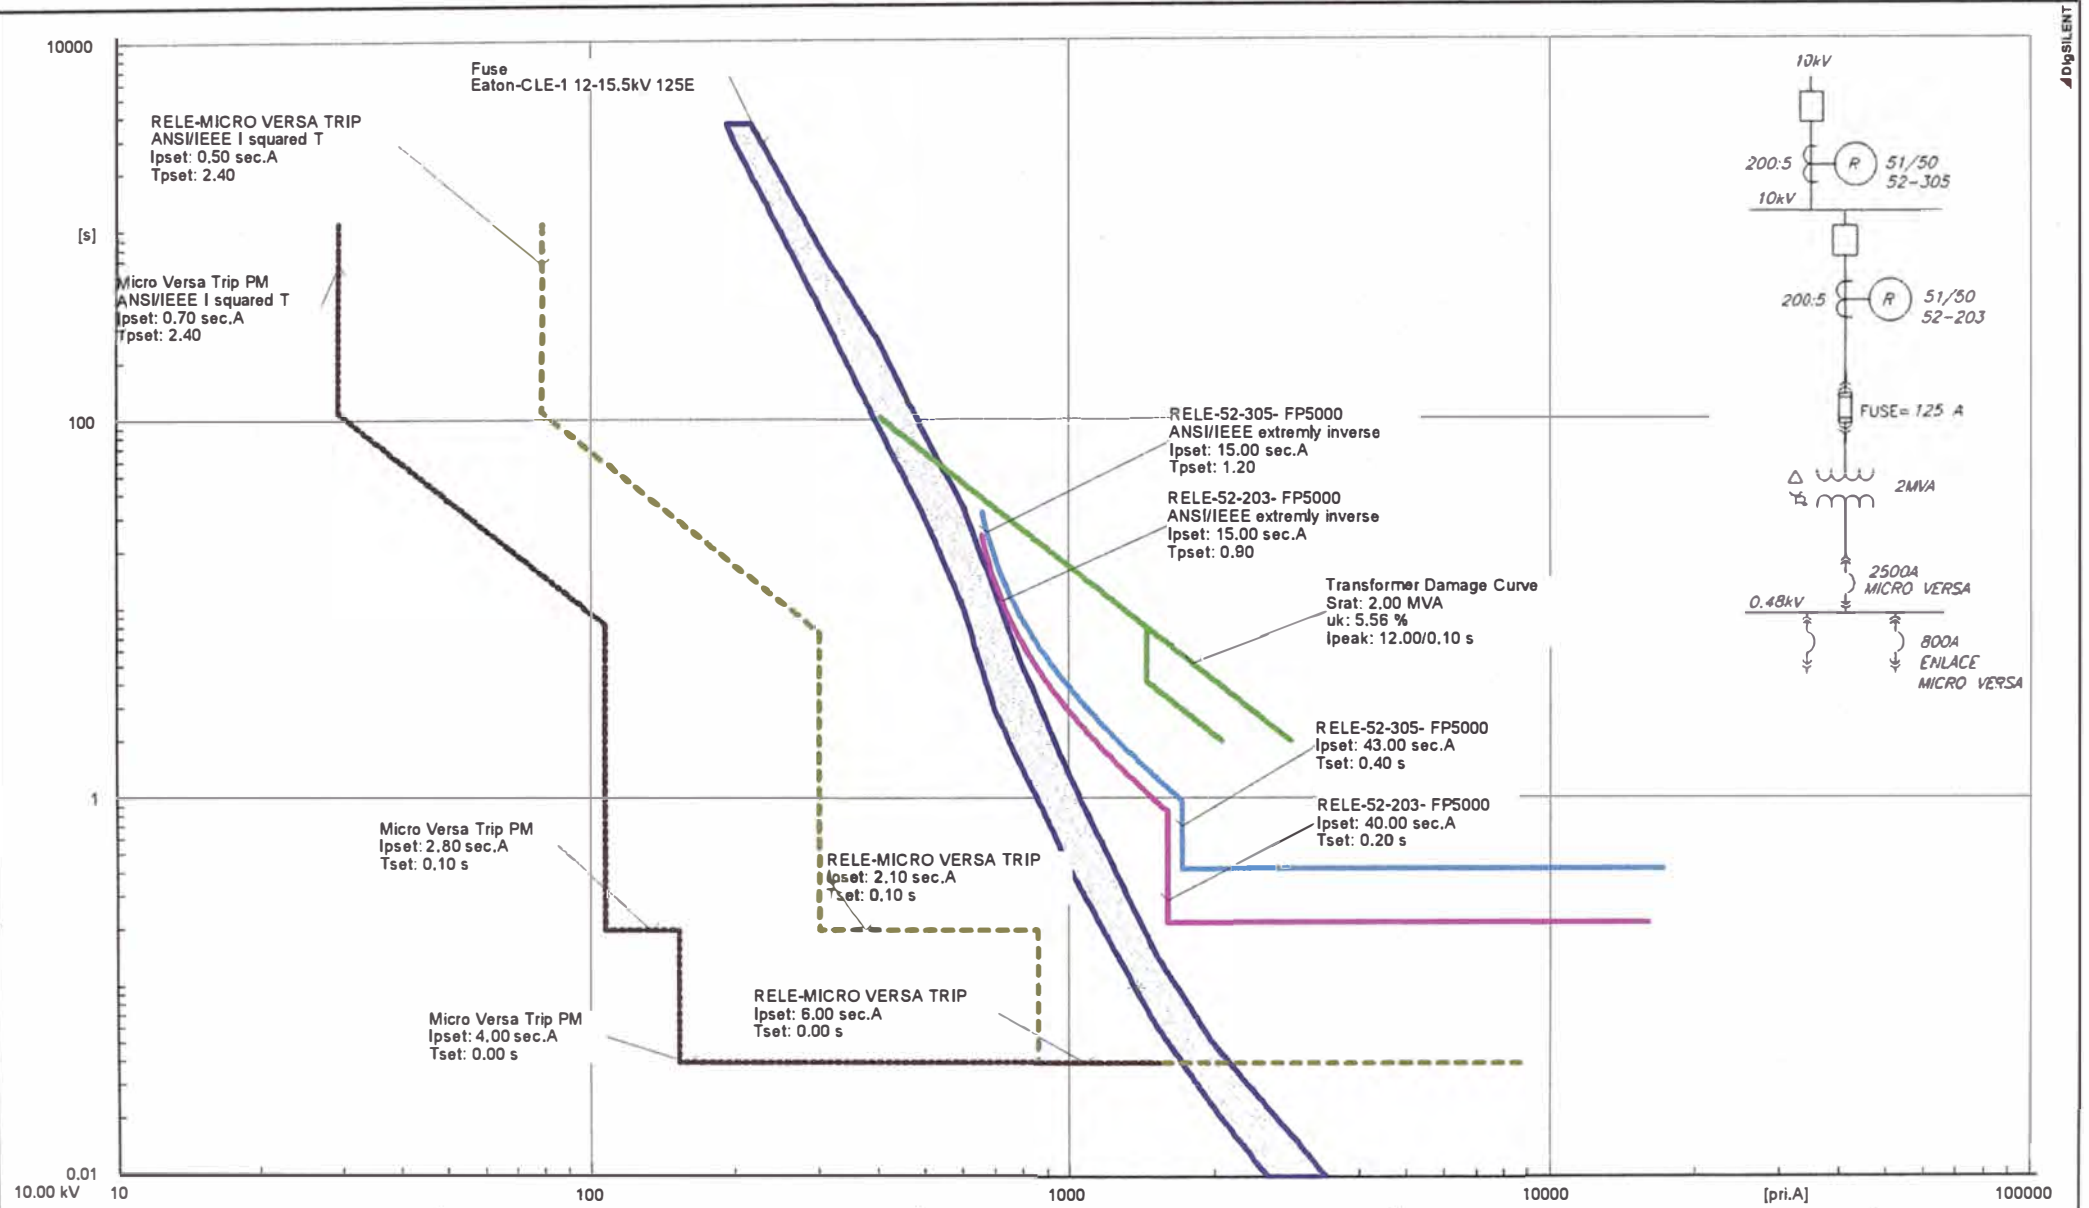 DIgSILENT
10000
[s]
100
1
0.01
10.00 kV
10
100
1000
10000
[pri.A]
100000
Fuse
Eaton-CLE-1 12-15.5kV 125E
RELE-MICRO VERSA TRIP
ANSI/IEEE I squared T
Ipset: 0.50 sec.A
Tpset: 2.40
Micro Versa Trip PM
ANSI/IEEE I squared T
Ipset: 0.70 sec.A
Tpset: 2.40
RELE-52-305- FP5000
ANSI/IEEE extremly inverse
Ipset: 15.00 sec.A
Tpset: 1.20
RELE-52-203- FP5000
ANSI/IEEE extremly inverse
Ipset: 15.00 sec.A
Tpset: 0.90
Transformer Damage Curve
Srat: 2.00 MVA
uk: 5.56 %
Ipeak: 12.00/0.10 s
RELE-52-305- FP5000
Ipset: 43.00 sec.A
Tset: 0.40 s
RELE-52-203- FP5000
Ipset: 40.00 sec.A
Tset: 0.20 s
Micro Versa Trip PM
Ipset: 2.80 sec.A
Tset: 0.10 s
RELE-MICRO VERSA TRIP
Ipset: 2.10 sec.A
Tset: 0.10 s
RELE-MICRO VERSA TRIP
Ipset: 6.00 sec.A
Tset: 0.00 s
Micro Versa Trip PM
Ipset: 4.00 sec.A
Tset: 0.00 s
10kV
200:5
R
51/50
52-305
10kV
200:5
R
51/50
52-203
FUSE= 125 A
2MVA
2500A
MICRO VERSA
0.48kV
800A
ENLACE
MICRO VERSA